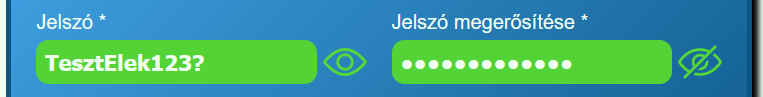 Jelszó * Jelszó megerősítése *
TesztElek123? •••••••••••••